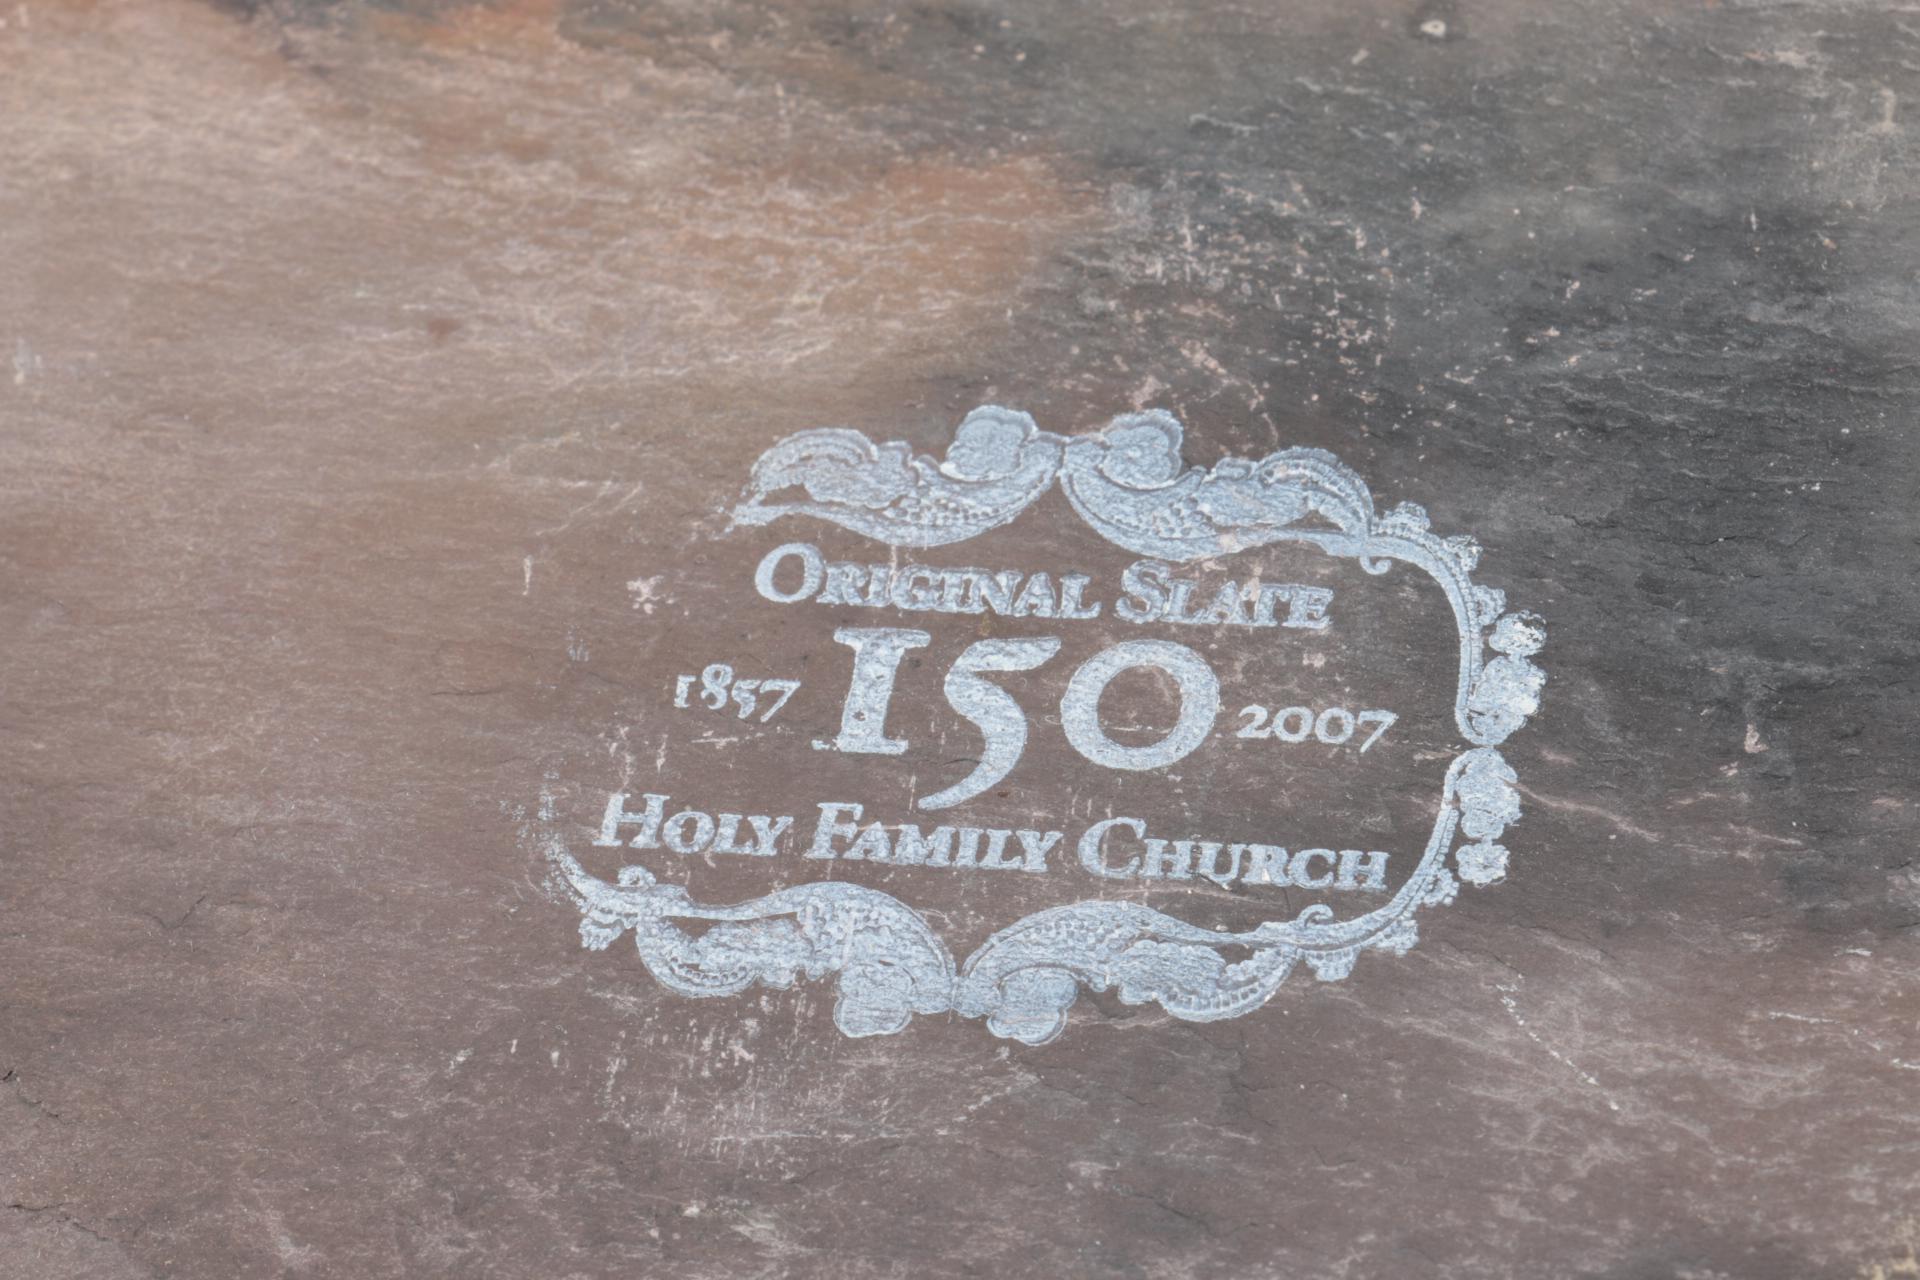 ORIGINAL SLATE
1857 150 2007
HOLY FAMILY CHURCH